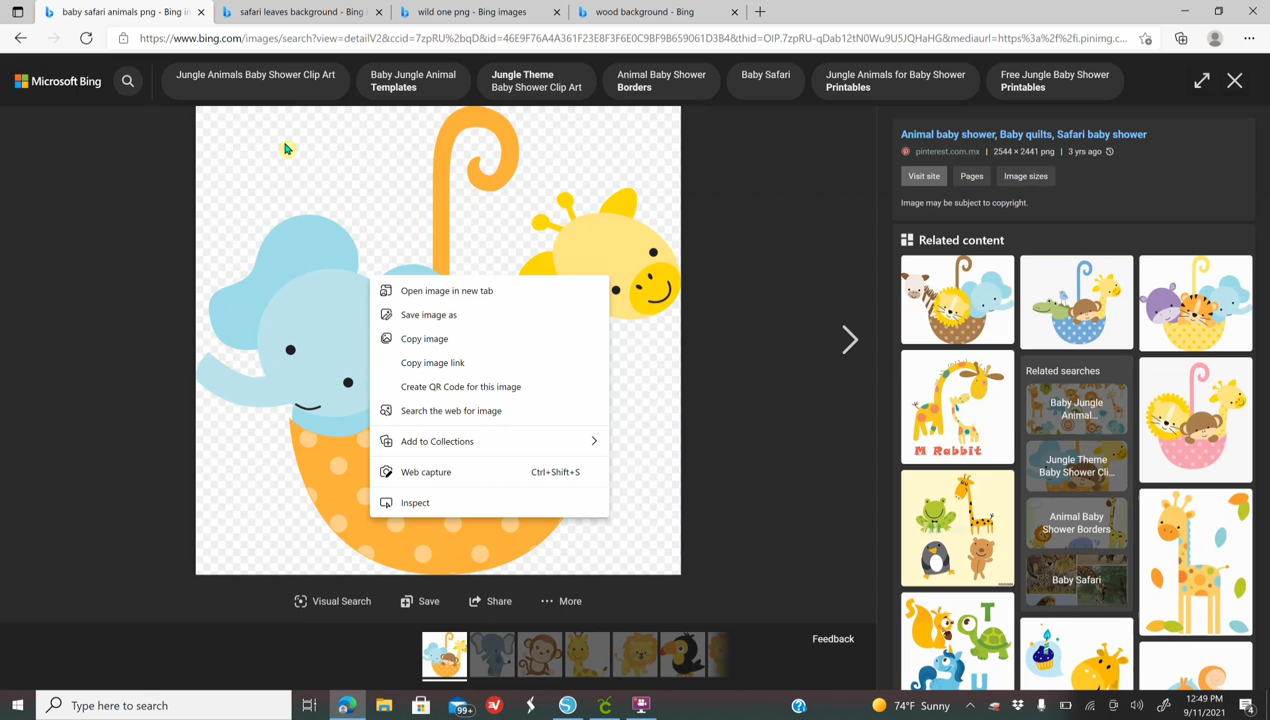 baby safari animals png - Bing in
safari leaves background - Bing i
wild one png - Bing images
wood background - Bing
https://www.bing.com/images/search?view=detailV2&ccid=7zpRU%2bqD&id=46E9F76A4A361F23E8F3F6E0C9BF9B659061D3B4&thid=OIP.7zpRU-qDab12tN0Wu9U5JQHaHG&mediaurl=https%3a%2f%2fi.pinimg.c...
Microsoft Bing
Jungle Animals Baby Shower Clip Art
Baby Jungle Animal
Templates
Jungle Theme
Baby Shower Clip Art
Animal Baby Shower
Borders
Baby Safari
Jungle Animals for Baby Shower
Printables
Free Jungle Baby Shower
Printables
Open image in new tab
Save image as
Copy image
Copy image link
Create QR Code for this image
Search the web for image
Add to Collections
Web capture Ctrl+Shift+S
Inspect
Visual Search
Save
Share
More
Feedback
Animal baby shower, Baby quilts, Safari baby shower
pinterest.com.mx | 2544 × 2441 png | 3 yrs ago
Visit site
Pages
Image sizes
Image may be subject to copyright.
Related content
M Rabbit
Related searches
Baby Jungle
Animal...
Jungle Theme
Baby Shower Cli...
Animal Baby
Shower Borders
Baby Safari
T
U
Type here to search
99+
74°F Sunny
12:49 PM
9/11/2021
4